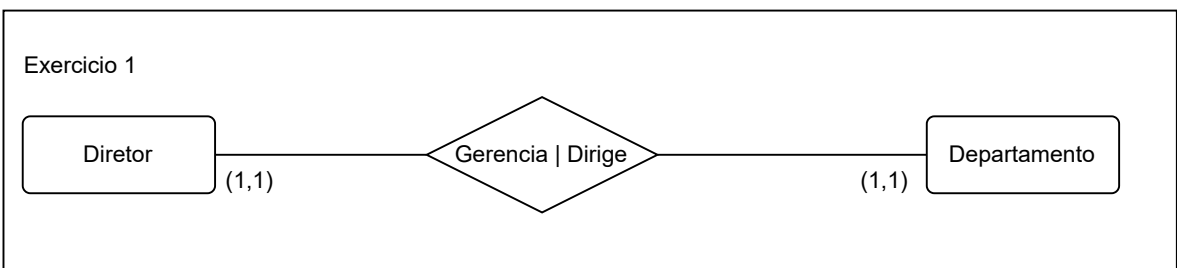 Exercicio 1
Diretor
Gerencia | Dirige
Departamento
(1,1)
(1,1)